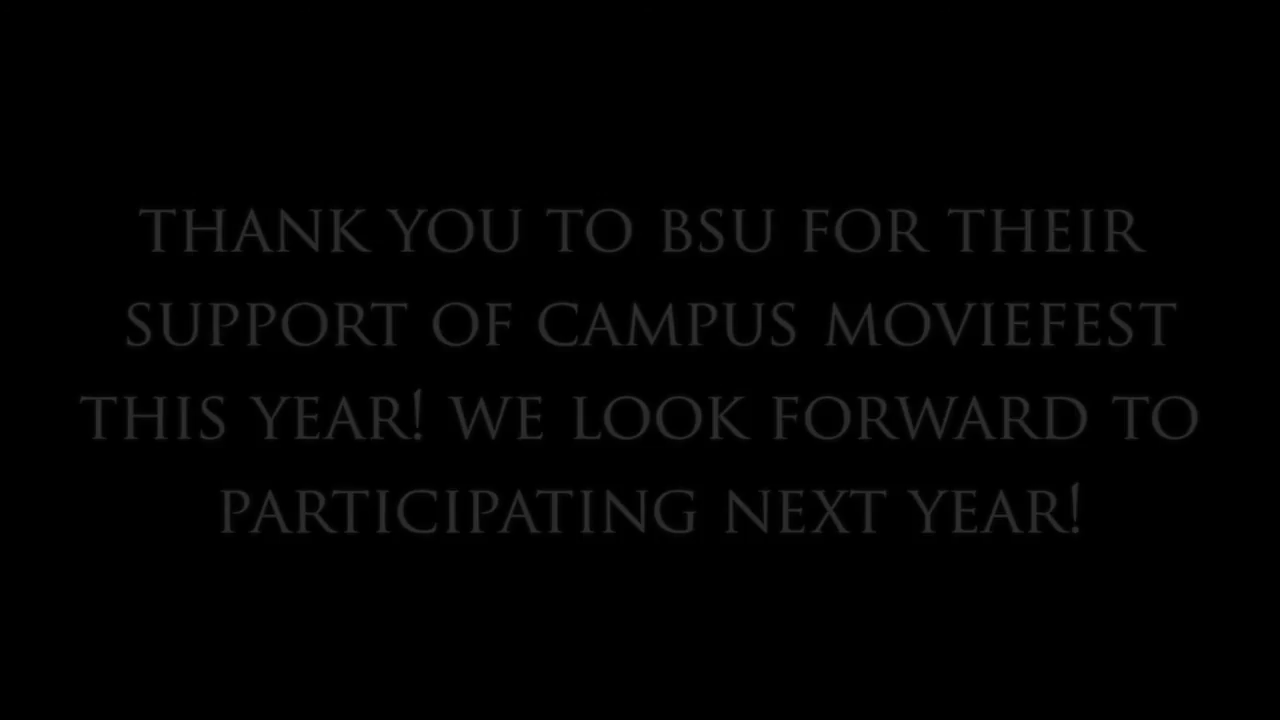 THANK YOU TO BSU FOR THEIR
SUPPORT OF CAMPUS MOVIEFEST
THIS YEAR! WE LOOK FORWARD TO
PARTICIPATING NEXT YEAR!